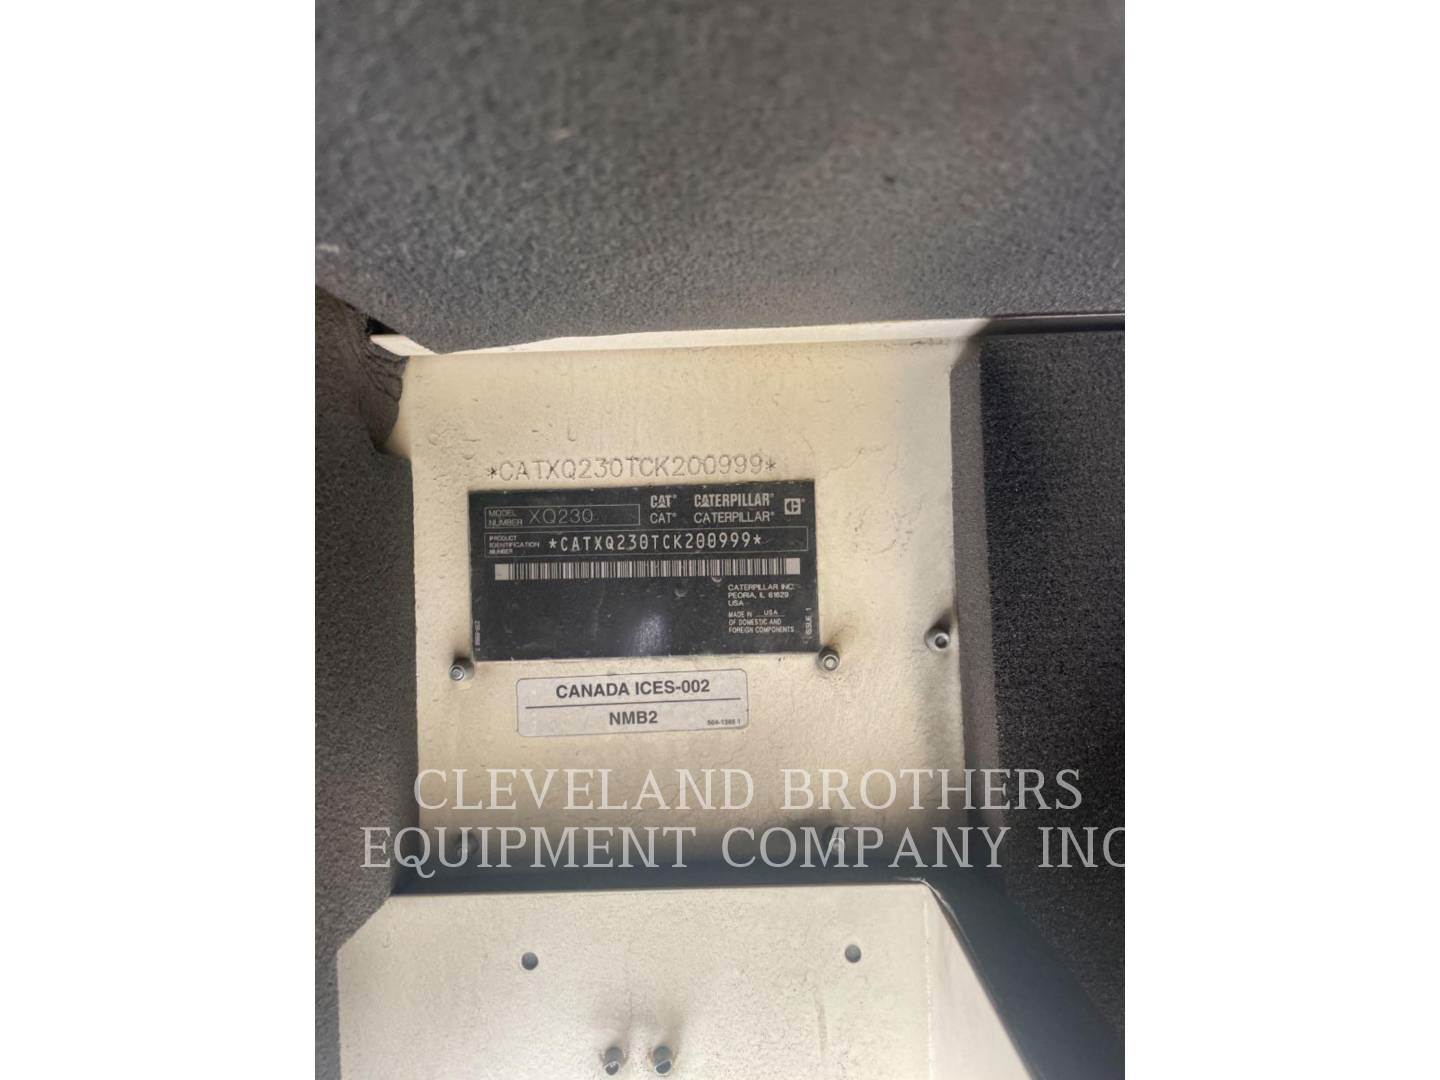 *CATXQ230TCK200999*
MODEL NUMBER XQ230
CAT® CATERPILLAR®
CAT® CATERPILLAR®
PRODUCT IDENTIFICATION NUMBER *CATXQ230TCK200999*
CATERPILLAR INC.
PEORIA, IL 61629
USA
MADE IN USA
OF DOMESTIC AND
FOREIGN COMPONENTS
ISSUE 1
CANADA ICES-002
NMB2
CLEVELAND BROTHERS
EQUIPMENT COMPANY INC